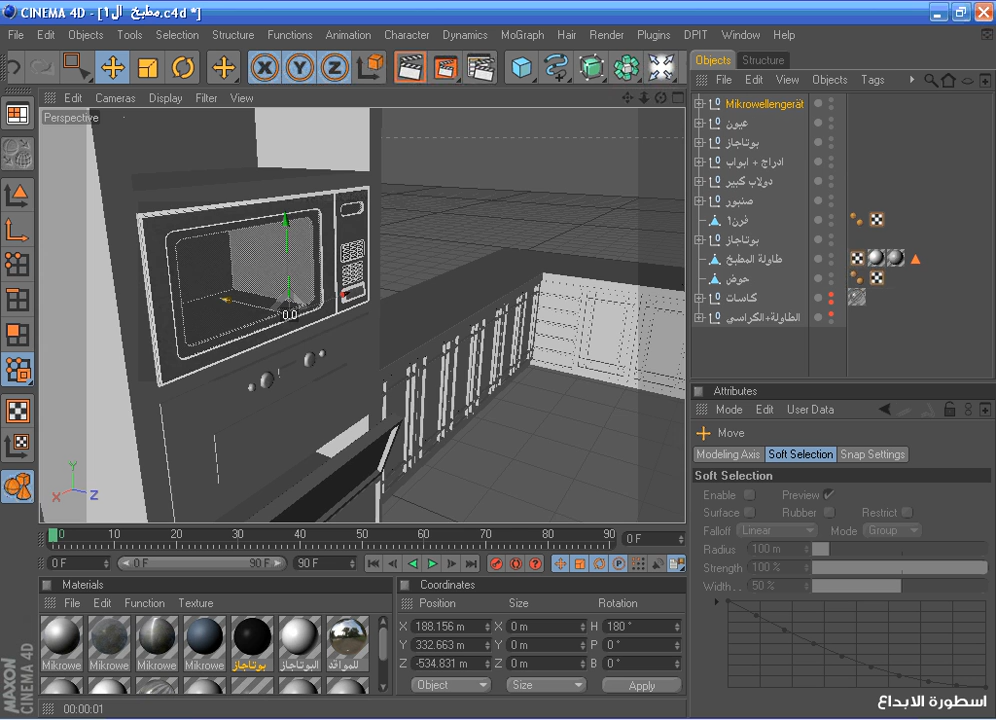 CINEMA 4D - [مطبخ ال1.c4d *]
File Edit Objects Tools Selection Structure Functions Animation Character Dynamics MoGraph Hair Render Plugins DPIT Window Help
Objects Structure
File Edit View Objects Tags
Edit Cameras Display Filter View
Perspective
Mikrowellengerät
عيون
بوتاجاز
ادراج + ابواب
دولاب كبير
صنبور
فرن1
بوتاجاز
طاولة المطبخ
حوض
كاسات
الطاولة+الكراسي
0.0
Y X Z
Attributes
Mode Edit User Data
Move
Modeling Axis Soft Selection Snap Settings
Soft Selection
Enable Preview
Surface Rubber Restrict
Falloff Linear Mode Group
Radius 100 m
Strength 100 %
Width . . 50 %
0 10 20 30 40 50 60 70 80 90 0 F
0 F 0 F 90 F 90 F
Materials
File Edit Function Texture
Mikrowe Mikrowe Mikrowe Mikrowe بوتاجاز البوتاجاز للمواقد
Coordinates
Position Size Rotation
X 188.156 m X 0 m H 180 °
Y 332.663 m Y 0 m P 0 °
Z -534.831 m Z 0 m B 0 °
Object Size Apply
MAXON CINEMA 4D
00:00:01
اسطورة الابداع